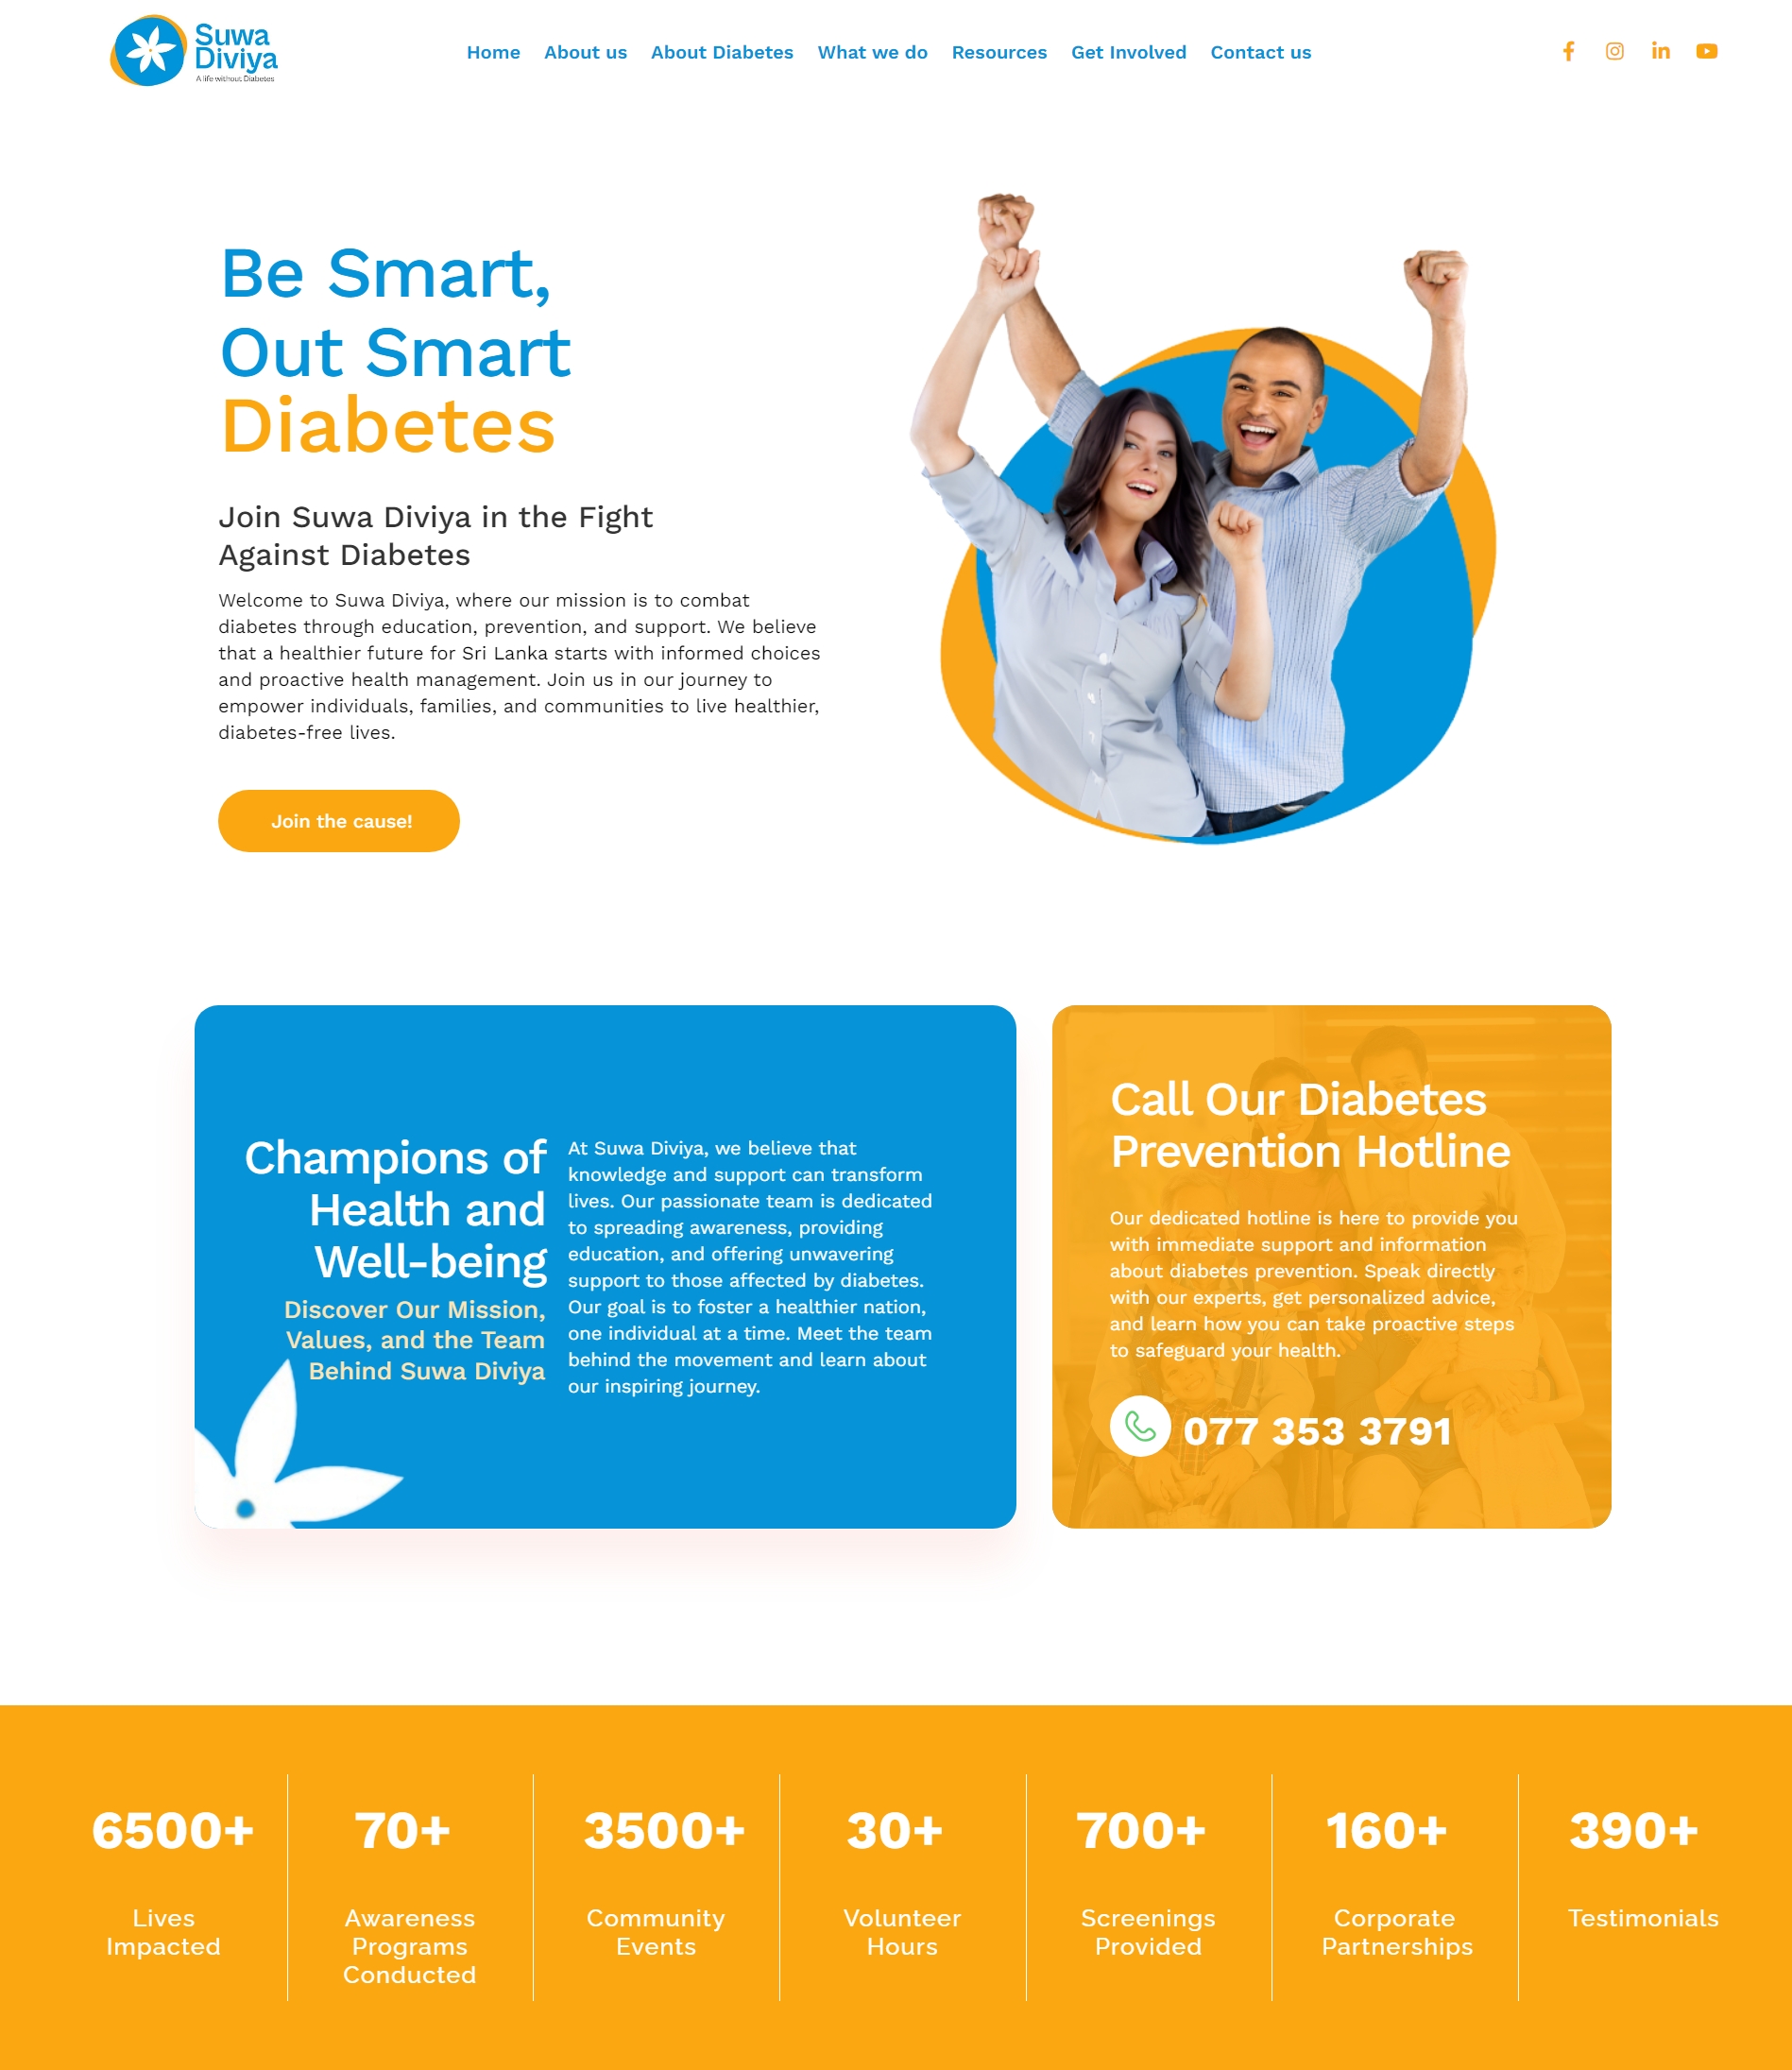 Suwa
Diviya
A life without Diabetes
Home About us About Diabetes What we do Resources Get Involved Contact us
Be Smart,
Out Smart
Diabetes
Join Suwa Diviya in the Fight
Against Diabetes
Welcome to Suwa Diviya, where our mission is to combat
diabetes through education, prevention, and support. We believe
that a healthier future for Sri Lanka starts with informed choices
and proactive health management. Join us in our journey to
empower individuals, families, and communities to live healthier,
diabetes-free lives.
Join the cause!
Champions of
Health and
Well-being
Discover Our Mission,
Values, and the Team
Behind Suwa Diviya
At Suwa Diviya, we believe that
knowledge and support can transform
lives. Our passionate team is dedicated
to spreading awareness, providing
education, and offering unwavering
support to those affected by diabetes.
Our goal is to foster a healthier nation,
one individual at a time. Meet the team
behind the movement and learn about
our inspiring journey.
Call Our Diabetes
Prevention Hotline
Our dedicated hotline is here to provide you
with immediate support and information
about diabetes prevention. Speak directly
with our experts, get personalized advice,
and learn how you can take proactive steps
to safeguard your health.
077 353 3791
6500+
Lives
Impacted
70+
Awareness
Programs
Conducted
3500+
Community
Events
30+
Volunteer
Hours
700+
Screenings
Provided
160+
Corporate
Partnerships
390+
Testimonials